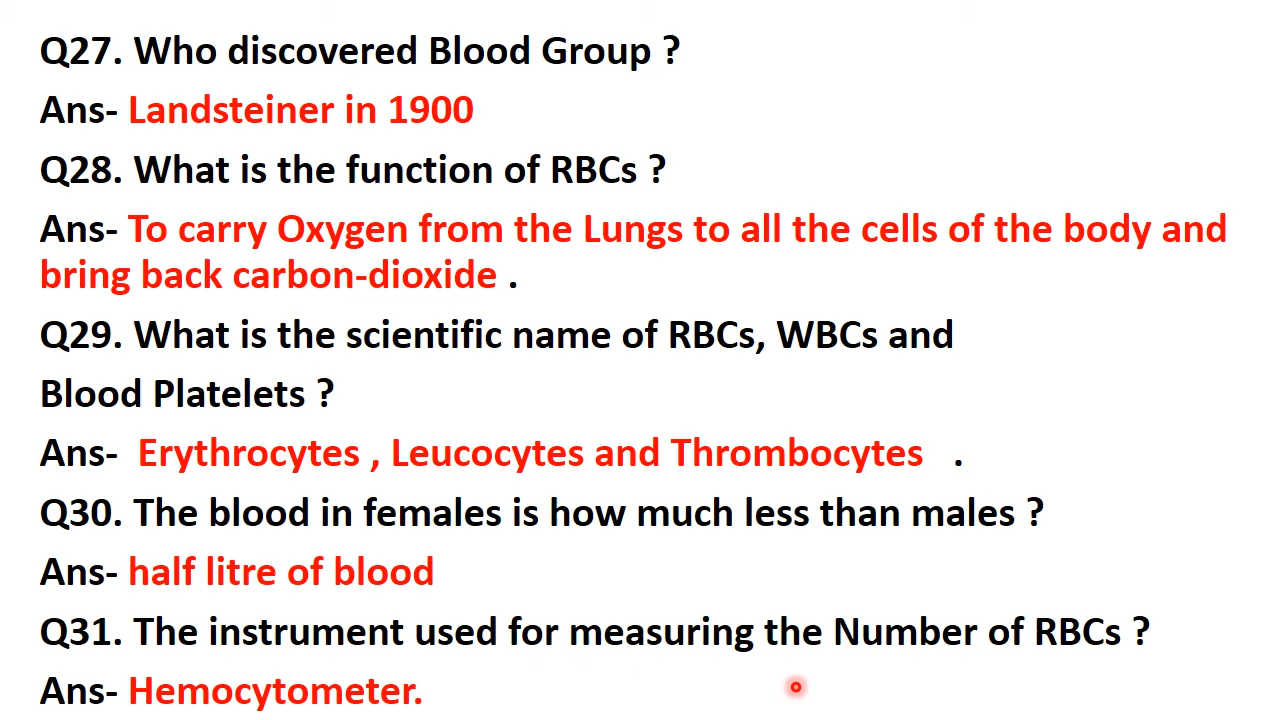 Q27. Who discovered Blood Group ?
Ans- Landsteiner in 1900
Q28. What is the function of RBCs ?
Ans- To carry Oxygen from the Lungs to all the cells of the body and
bring back carbon-dioxide .
Q29. What is the scientific name of RBCs, WBCs and
Blood Platelets ?
Ans- Erythrocytes , Leucocytes and Thrombocytes .
Q30. The blood in females is how much less than males ?
Ans- half litre of blood
Q31. The instrument used for measuring the Number of RBCs ?
Ans- Hemocytometer.